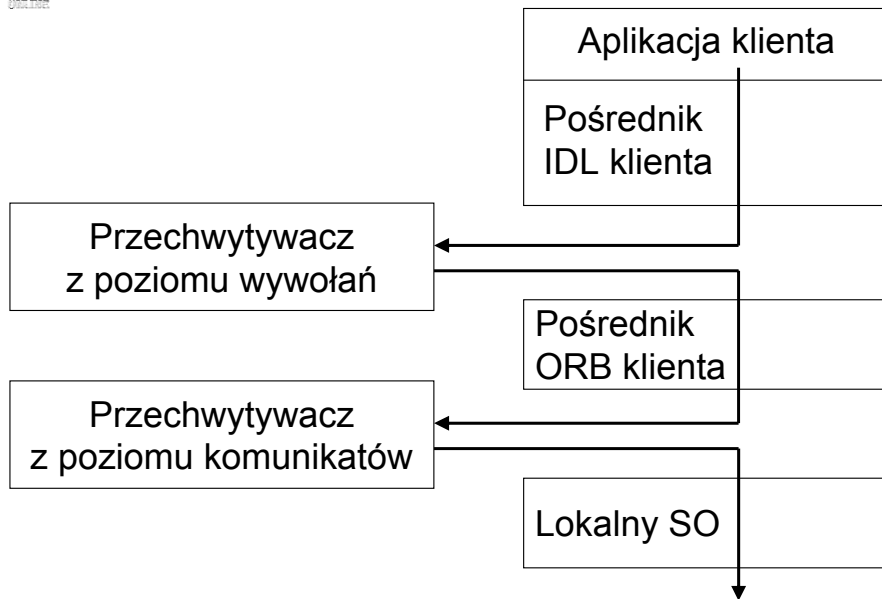 Aplikacja klienta
Pośrednik
IDL klienta
Przechwytywacz
z poziomu wywołań
Pośrednik
ORB klienta
Przechwytywacz
z poziomu komunikatów
Lokalny SO